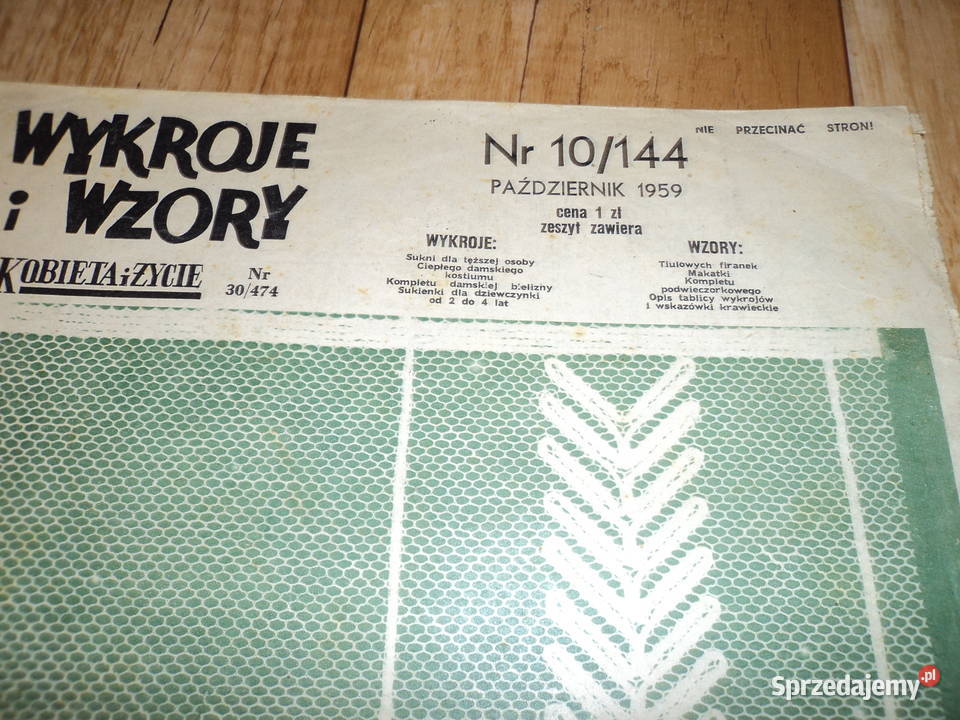 WYKROJE
i WZORY
KOBIETA i ŻYCIE
Nr
30/474
Nr 10/144
PAŹDZIERNIK 1959
cena 1 zł
zeszyt zawiera
NIE PRZECINAĆ STRON!
WYKROJE:
Sukni dla tęższej osoby
Ciepłego damskiego
kostiumu
Kompletu damskiej bielizny
Sukienki dla dziewczynki
od 2 do 4 lat
WZORY:
Tiulowych firanek
Makatki
Kompletu
podwieczorkowego
Opis tablicy wykrojów
i wskazówki krawieckie
Sprzedajemy.pl